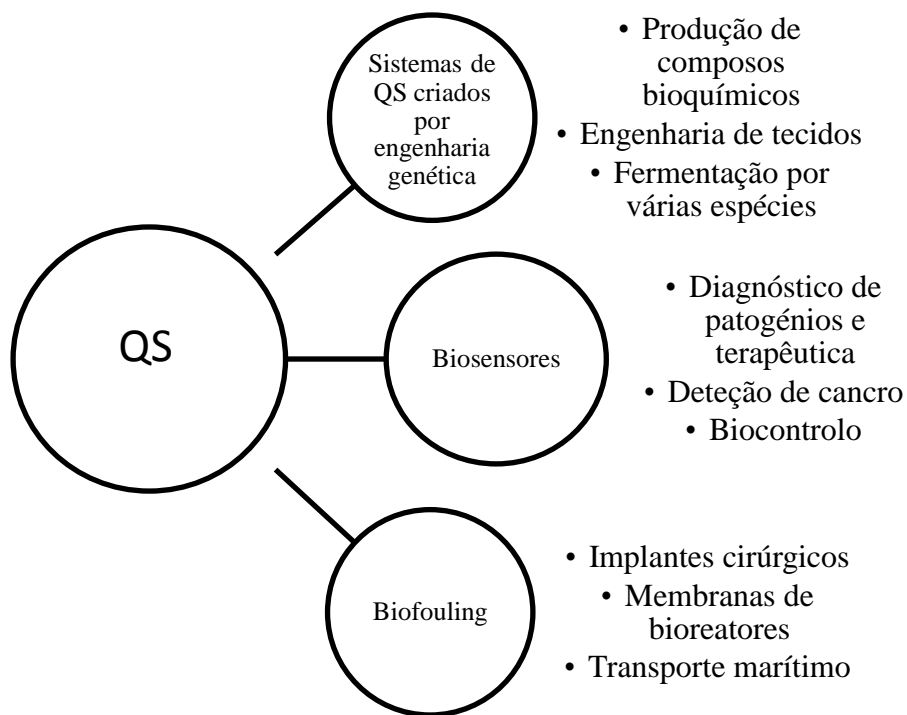 QS
Sistemas de
QS criados
por
engenharia
genética
• Produção de
composos
bioquímicos
• Engenharia de tecidos
• Fermentação por
várias espécies
Biosensores
• Diagnóstico de
patogénios e
terapêutica
• Deteção de cancro
• Biocontrolo
Biofouling
• Implantes cirúrgicos
• Membranas de
bioreatores
• Transporte marítimo